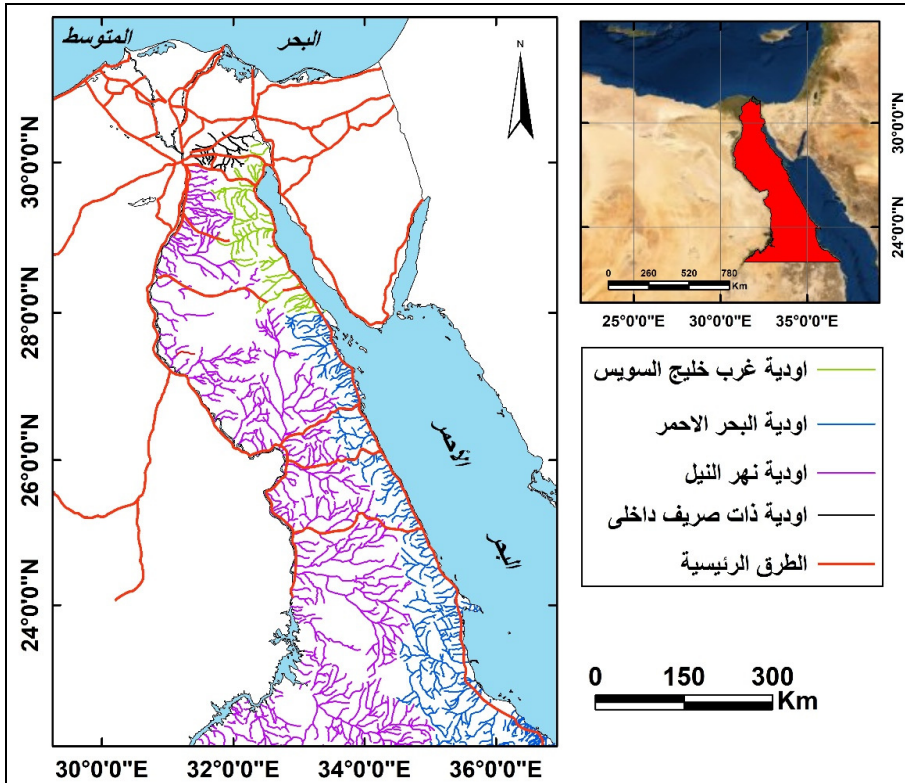 المتوسط
البحر
N
30°0'0"N
28°0'0"N
26°0'0"N
24°0'0"N
30°0'0"E
32°0'0"E
34°0'0"E
36°0'0"E
الأحمر
البحر
30°0'0"N
24°0'0"N
0 260 520 780
Km
25°0'0"E
30°0'0"E
35°0'0"E
اودية غرب خليج السويس
اودية البحر الاحمر
اودية نهر النيل
اودية ذات صريف داخلى
الطرق الرئيسية
0 150 300
Km